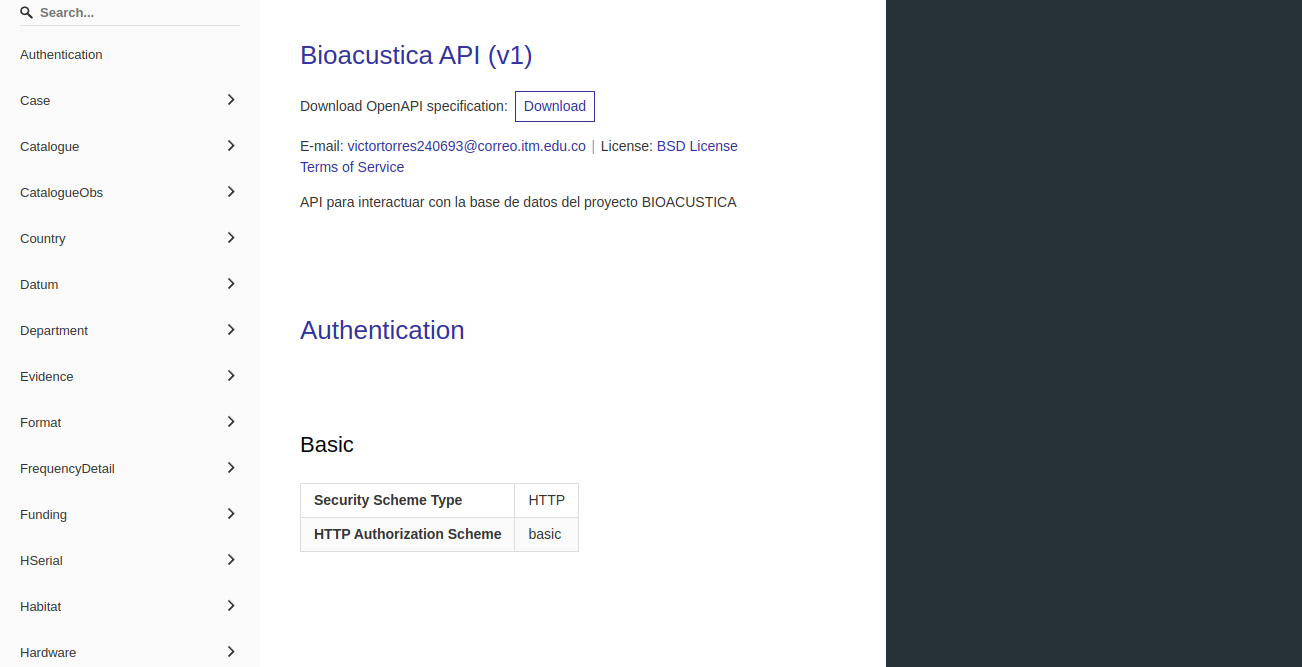 Search...
Authentication
Case
Catalogue
CatalogueObs
Country
Datum
Department
Evidence
Format
FrequencyDetail
Funding
HSerial
Habitat
Hardware
Bioacustica API (v1)
Download OpenAPI specification: Download
E-mail: victortorres240693@correo.itm.edu.co | License: BSD License
Terms of Service
API para interactuar con la base de datos del proyecto BIOACUSTICA
Authentication
Basic
Security Scheme Type HTTP
HTTP Authorization Scheme basic